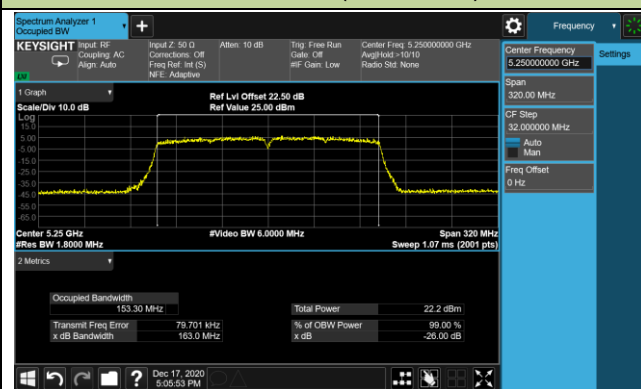 Spectrum Analyzer 1
Occupied BW
Frequency
KEYSIGHT Input: RF Input Z: 50 Ω Atten: 10 dB Trig: Free Run Center Freq: 5.250000000 GHz
Coupling: AC Corrections: Off Gate: Off Avg|Hold:>10/10
Align: Auto Freq Ref: Int (S) #IF Gain: Low Radio Std: None
NFE: Adaptive
LXI
Center Frequency
5.250000000 GHz
Settings
Span
320.00 MHz
CF Step
32.000000 MHz
Auto
Man
Freq Offset
0 Hz
1 Graph
Ref Lvl Offset 22.50 dB
Scale/Div 10.0 dB Ref Value 25.00 dBm
Log
15.0
5.00
-5.00
-15.0
-25.0
-35.0
-45.0
-55.0
-65.0
Center 5.25 GHz #Video BW 6.0000 MHz Span 320 MHz
#Res BW 1.8000 MHz Sweep 1.07 ms (2001 pts)
2 Metrics
Occupied Bandwidth
153.30 MHz Total Power 22.2 dBm
Transmit Freq Error 79.701 kHz % of OBW Power 99.00 %
x dB Bandwidth 163.0 MHz x dB -26.00 dB
? Dec 17, 2020
5:05:53 PM